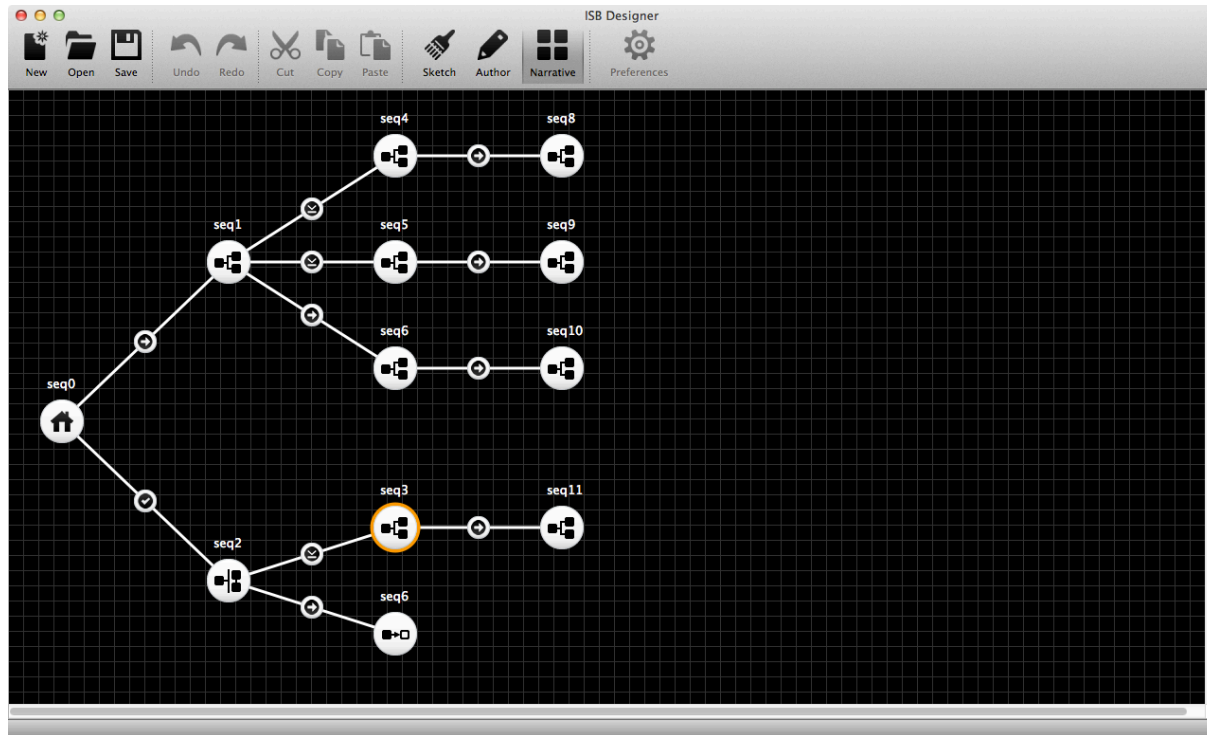 ISB Designer
New Open Save Undo Redo Cut Copy Paste Sketch Author Narrative Preferences
seq4 seq8
seq1 seq5 seq9
seq6 seq10
seq0
seq3 seq11
seq2
seq6